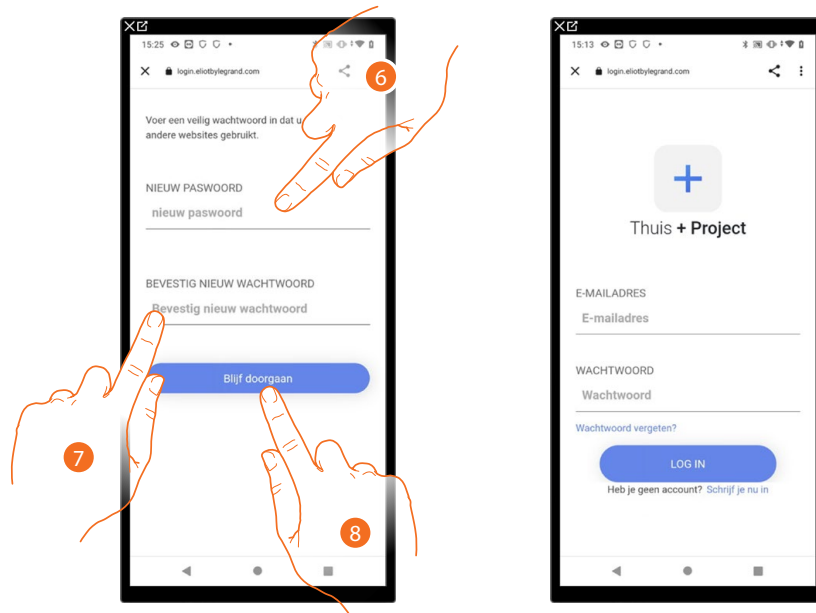 15:25
login.eliotbylegrand.com
6
Voer een veilig wachtwoord in dat u
andere websites gebruikt.
NIEUW PASWOORD
nieuw paswoord
BEVESTIG NIEUW WACHTWOORD
Bevestig nieuw wachtwoord
Blijf doorgaan
7
8
15:13
login.eliotbylegrand.com
Thuis + Project
E-MAILADRES
E-mailadres
WACHTWOORD
Wachtwoord
Wachtwoord vergeten?
LOG IN
Heb je geen account? Schrijf je nu in